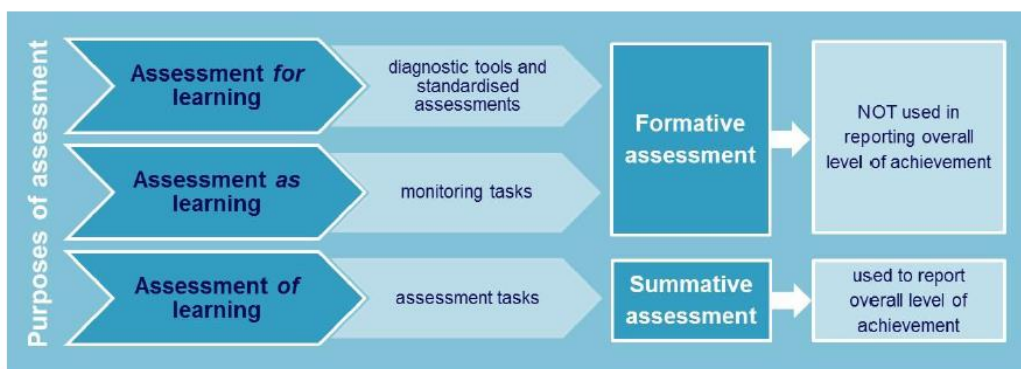 Purposes of assessment
Assessment for
learning
diagnostic tools and
standardised
assessments
Formative
assessment
NOT used in
reporting overall
level of achievement
Assessment as
learning
monitoring tasks
Assessment of
learning
assessment tasks
Summative
assessment
used to report
overall level of
achievement